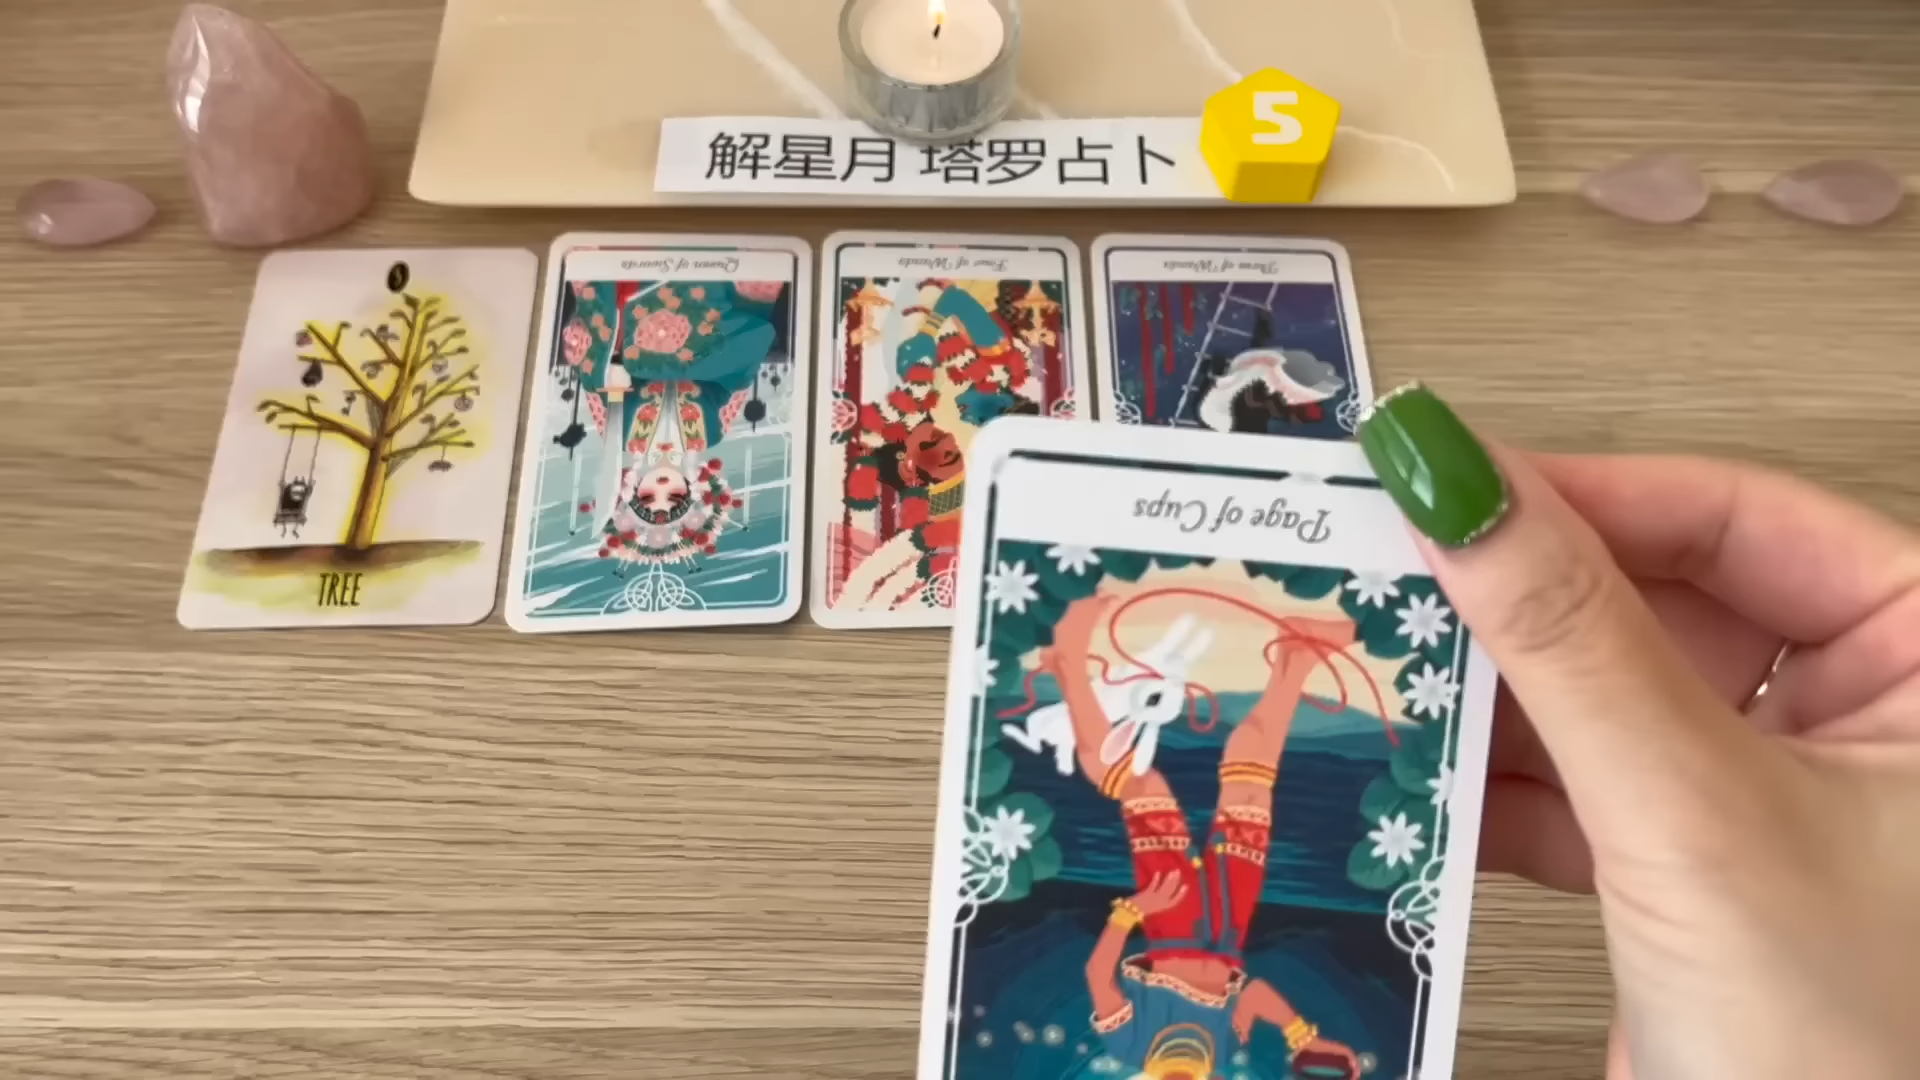 解星月 塔罗占卜
5
TREE
Queen of Swords
Four of Wands
Page of Cups